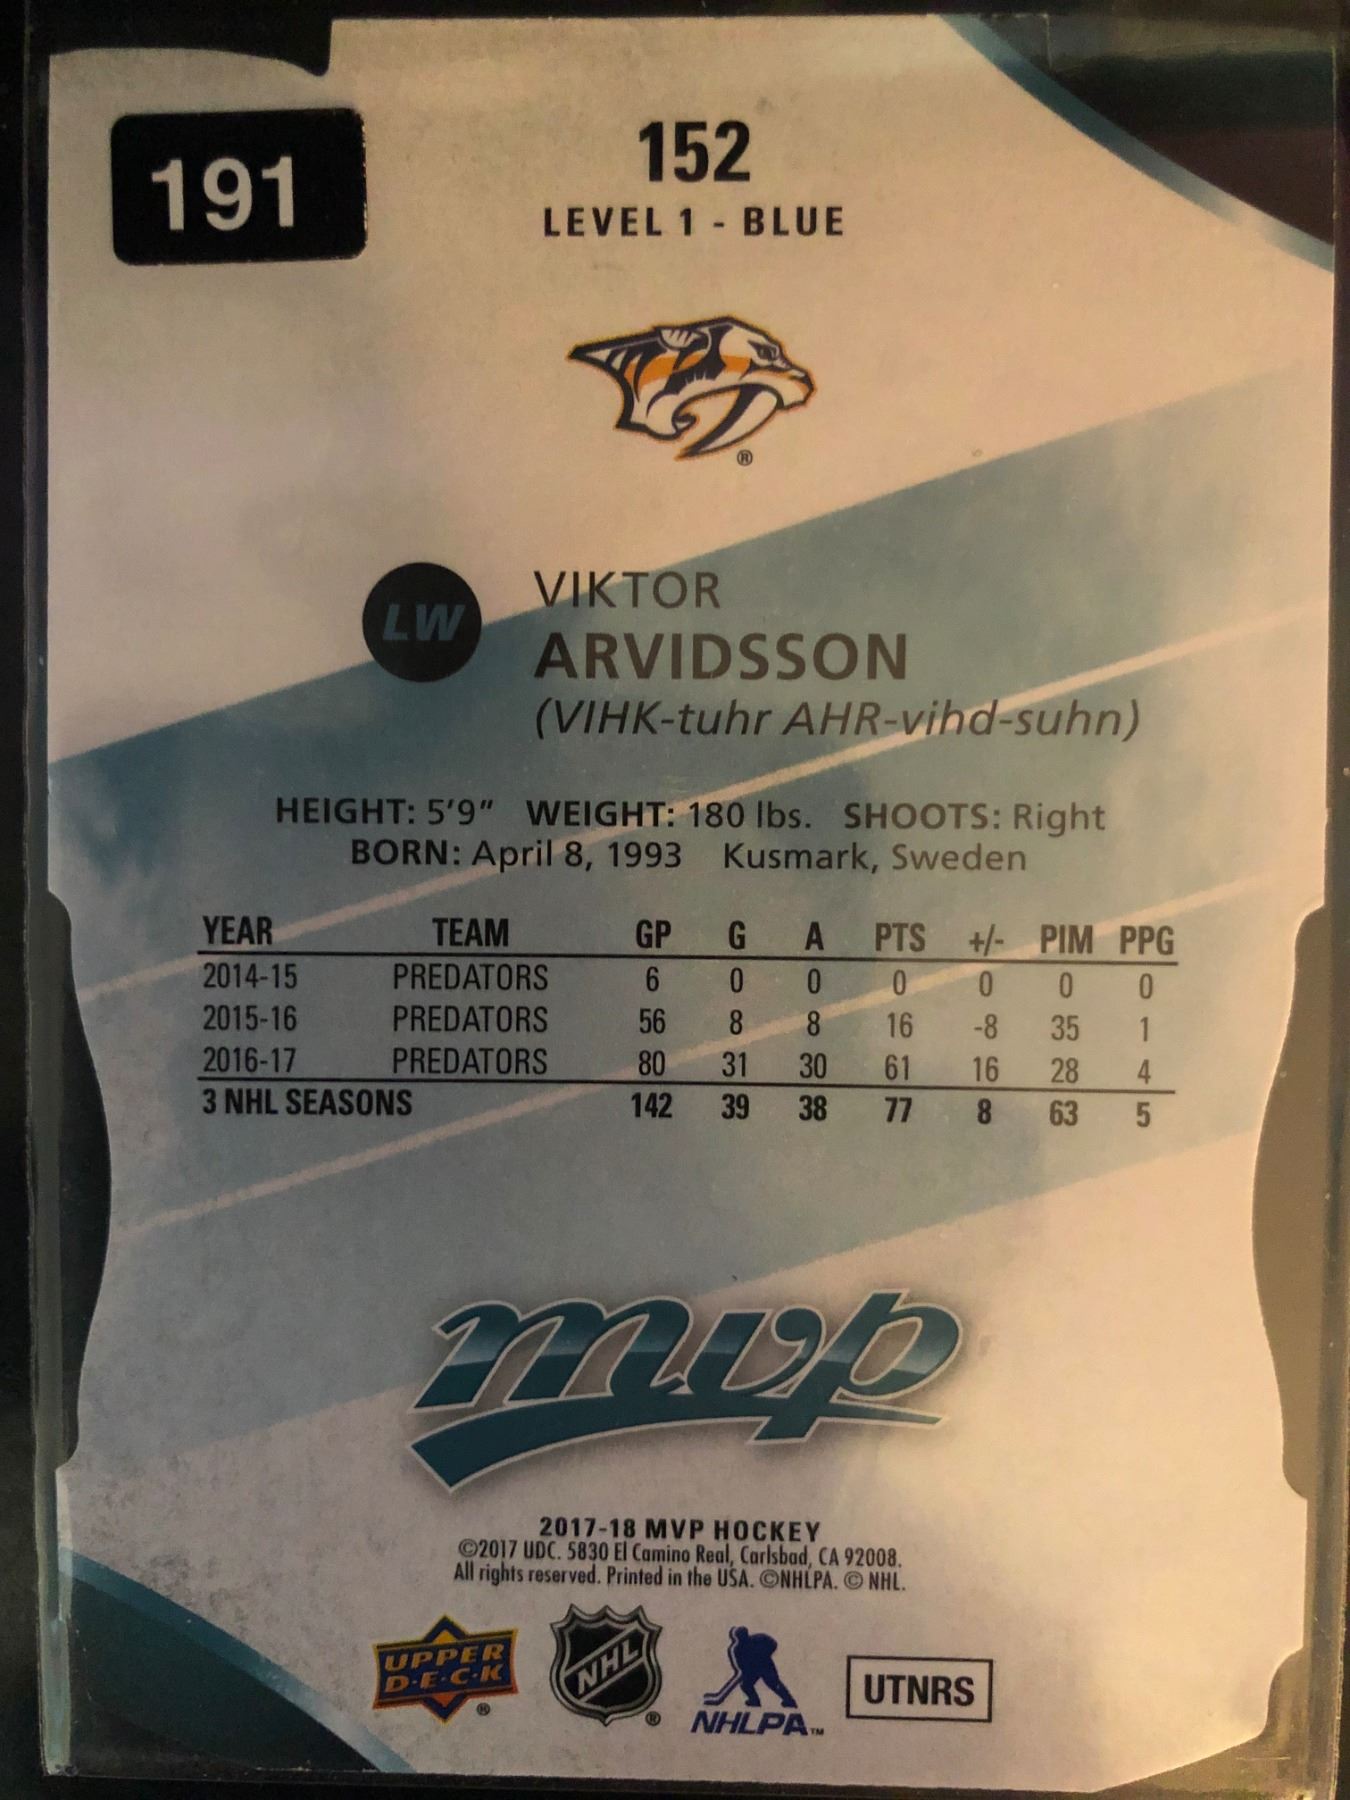 191
152
LEVEL 1 - BLUE
®
LW
VIKTOR
ARVIDSSON
(VIHK-tuhr AHR-vihd-suhn)
HEIGHT: 5'9" WEIGHT: 180 lbs. SHOOTS: Right
BORN: April 8, 1993 Kusmark, Sweden
YEAR TEAM GP G A PTS +/- PIM PPG
2014-15 PREDATORS 6 0 0 0 0 0 0
2015-16 PREDATORS 56 8 8 16 -8 35 1
2016-17 PREDATORS 80 31 30 61 16 28 4
3 NHL SEASONS 142 39 38 77 8 63 5
mvp
2017-18 MVP HOCKEY
©2017 UDC. 5830 El Camino Real, Carlsbad, CA 92008.
All rights reserved. Printed in the USA. ©NHLPA. © NHL.
UPPER
D·E·C·K
®
NHL
®
NHLPA™
UTNRS